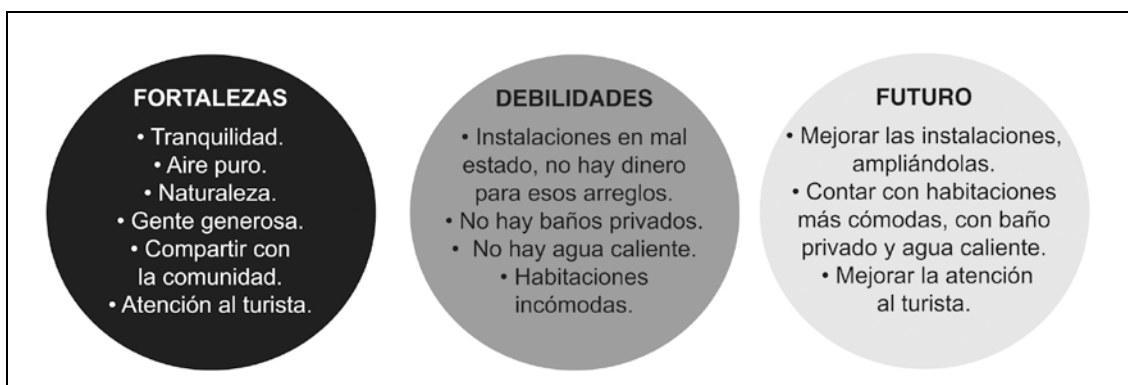 FORTALEZAS
• Tranquilidad.
• Aire puro.
• Naturaleza.
• Gente generosa.
• Compartir con
la comunidad.
• Atención al turista.
DEBILIDADES
• Instalaciones en mal
estado, no hay dinero
para esos arreglos.
• No hay baños privados.
• No hay agua caliente.
• Habitaciones
incómodas.
FUTURO
• Mejorar las instalaciones,
ampliándolas.
• Contar con habitaciones
más cómodas, con baño
privado y agua caliente.
• Mejorar la atención
al turista.